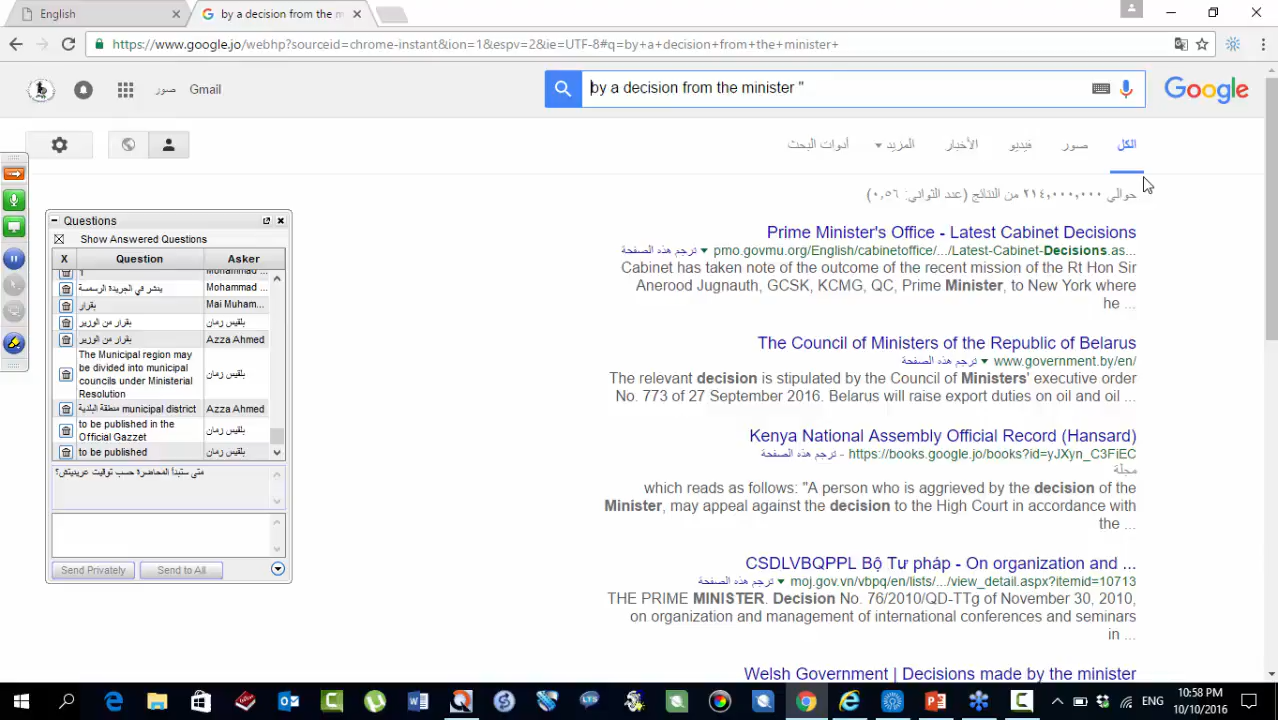 English
by a decision from the m
https://www.google.jo/webhp?sourceid=chrome-instant&ion=1&espv=2&ie=UTF-8#q=by+a+decision+from+the+minister+
Gmail
صور
by a decision from the minister "
Google
الكل
صور
فيديو
الأخبار
المزيد
أدوات البحث
حوالي ٢١٤,٠٠٠,٠٠٠ من النتائج (عدد الثواني: ٠,٥٦)
Prime Minister's Office - Latest Cabinet Decisions
pmo.govmu.org/English/cabinetoffice/.../Latest-Cabinet-Decisions.as...
ترجم هذه الصفحة
Cabinet has taken note of the outcome of the recent mission of the Rt Hon Sir
Anerood Jugnauth, GCSK, KCMG, QC, Prime Minister, to New York where
he ...
The Council of Ministers of the Republic of Belarus
www.government.by/en/
ترجم هذه الصفحة
The relevant decision is stipulated by the Council of Ministers' executive order
No. 773 of 27 September 2016. Belarus will raise export duties on oil and oil ...
Kenya National Assembly Official Record (Hansard)
https://books.google.jo/books?id=yJXyn_C3FiEC
ترجم هذه الصفحة -
مجلّة
which reads as follows: "A person who is aggrieved by the decision of the
Minister, may appeal against the decision to the High Court in accordance with
the ...
CSDLVBQPPL Bộ Tư pháp - On organization and ...
moj.gov.vn/vbpq/en/lists/.../view_detail.aspx?itemid=10713
ترجم هذه الصفحة
THE PRIME MINISTER. Decision No. 76/2010/QD-TTg of November 30, 2010,
on organization and management of international conferences and seminars
in ...
Welsh Government | Decisions made by the minister
Questions
Show Answered Questions
X Question Asker
1
ينشر في الجريدة الرسمية Mohammad ...
بقرار Mai Muham...
بقرار من الوزير بلقيس زمان
بقرار من الوزير Azza Ahmed
The Municipal region may
be divided into municipal
councils under Ministerial
Resolution
بلقيس زمان
منطقة البلدية municipal district Azza Ahmed
to be published in the
Official Gazzet
بلقيس زمان
to be published بلقيس زمان
متى ستبدأ المحاضرة حسب توقيت غرينيتش؟
Send Privately
Send to All
LTS
ENG
10:58 PM
10/10/2016